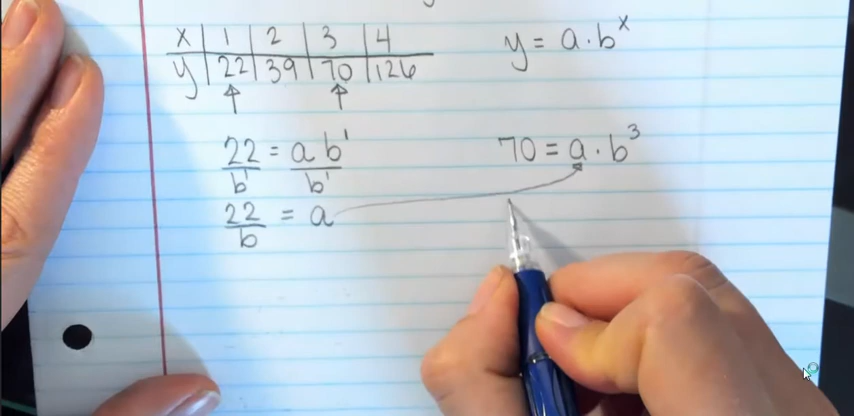 x 1 2 3 4
y 22 39 70 126
y = a · b^x
22 = a b^1
b^1 b^1
22 = a
b
70 = a · b^3